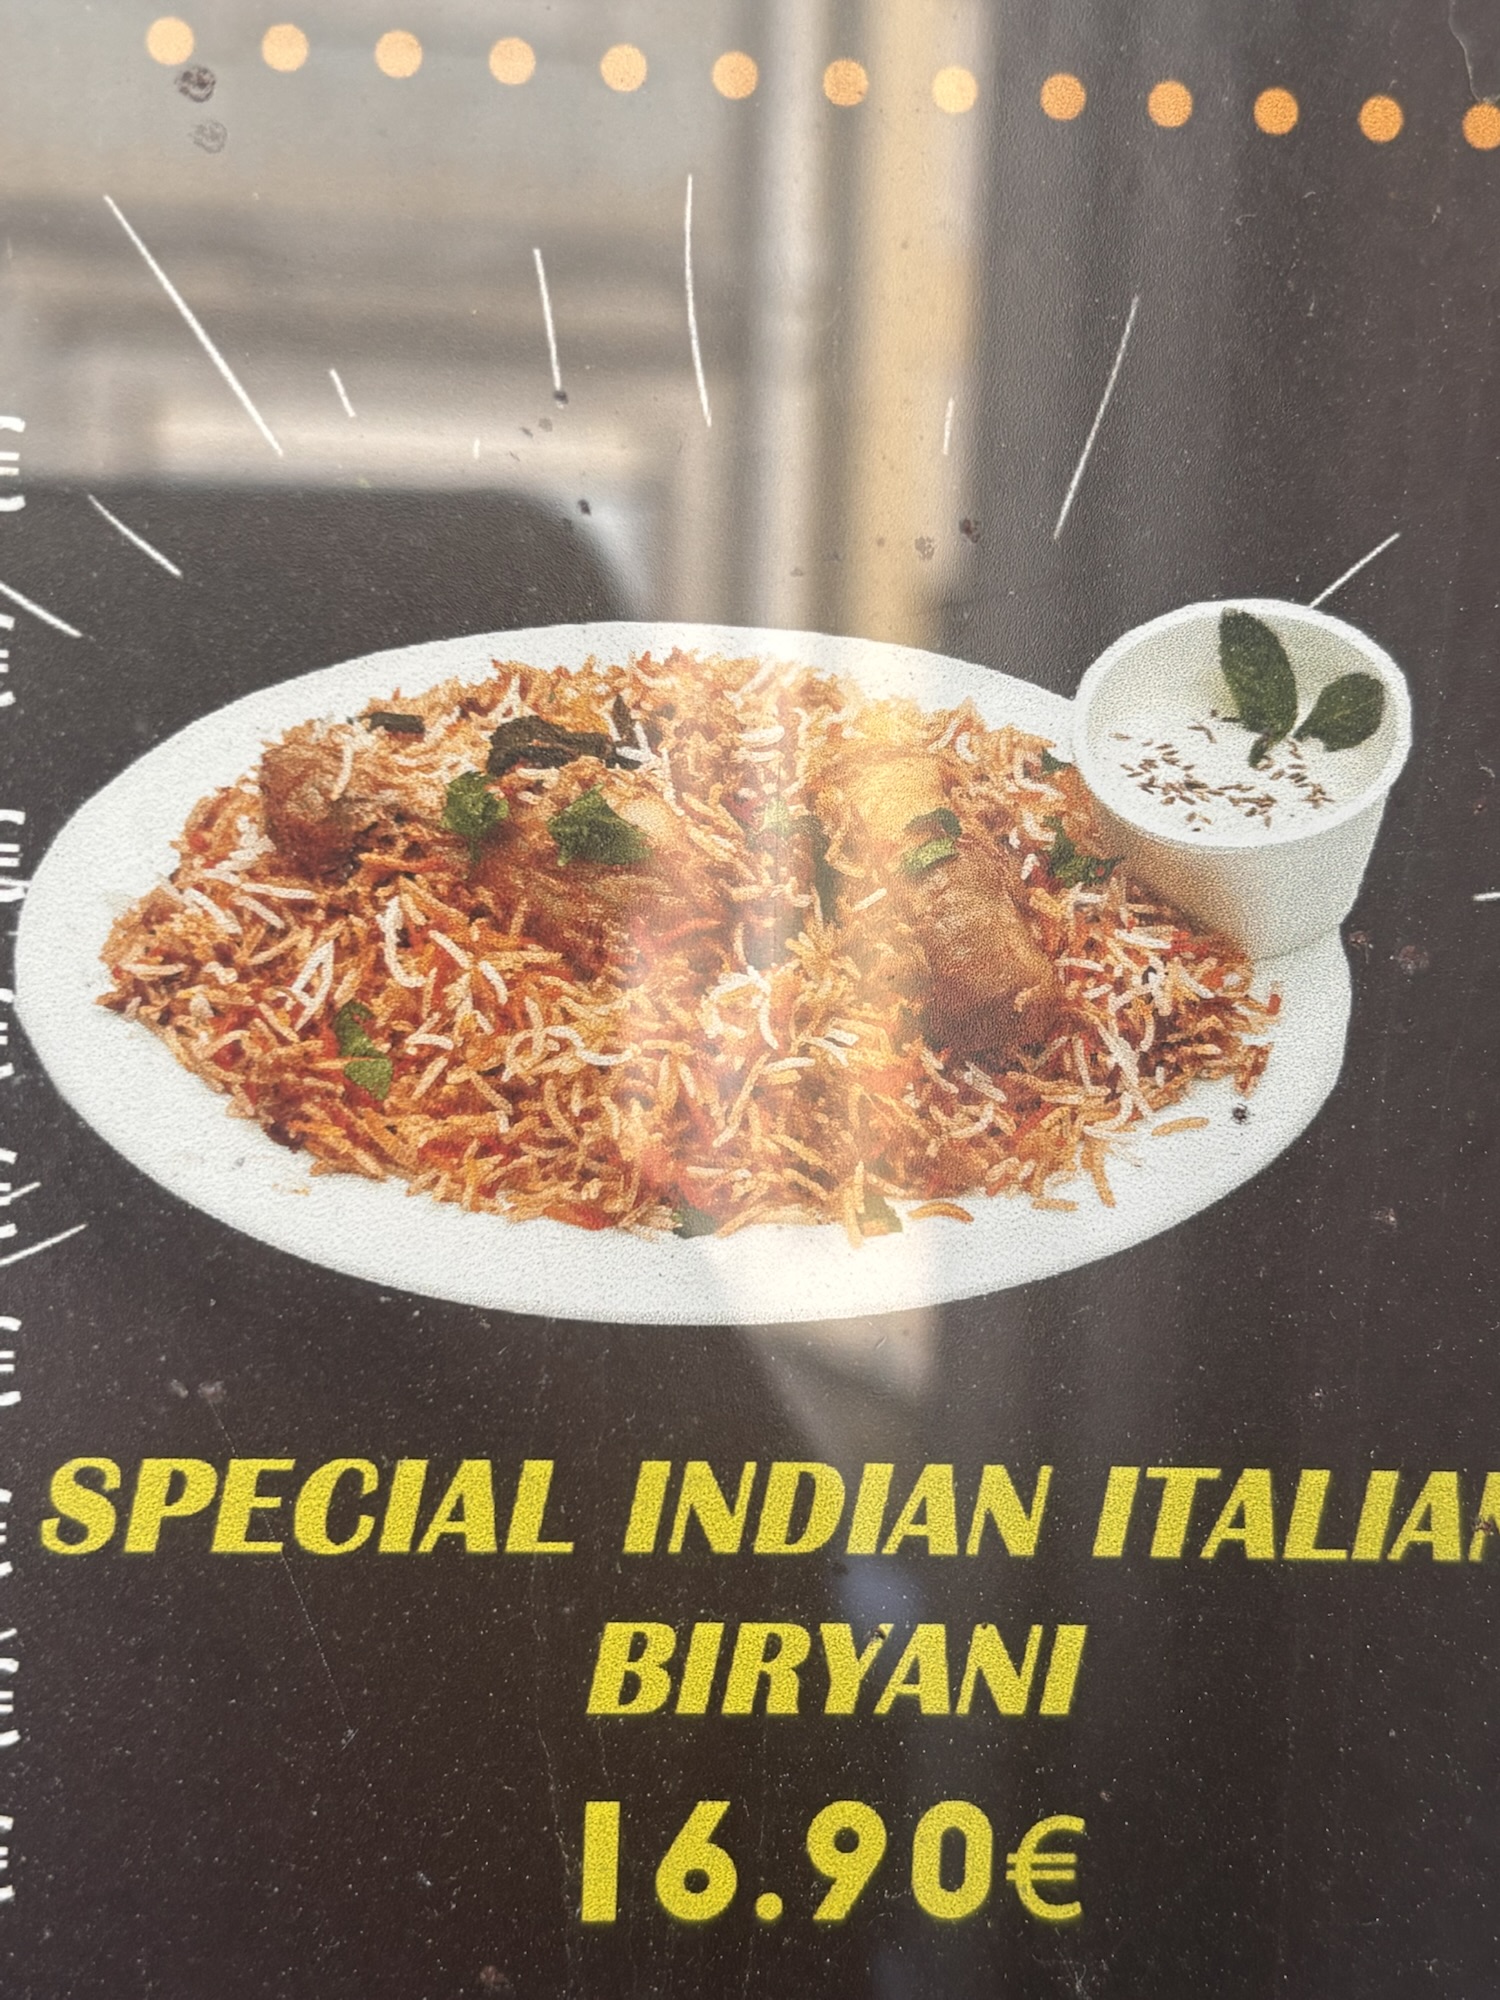 SPECIAL INDIAN ITALIAN
BIRYANI
16.90€